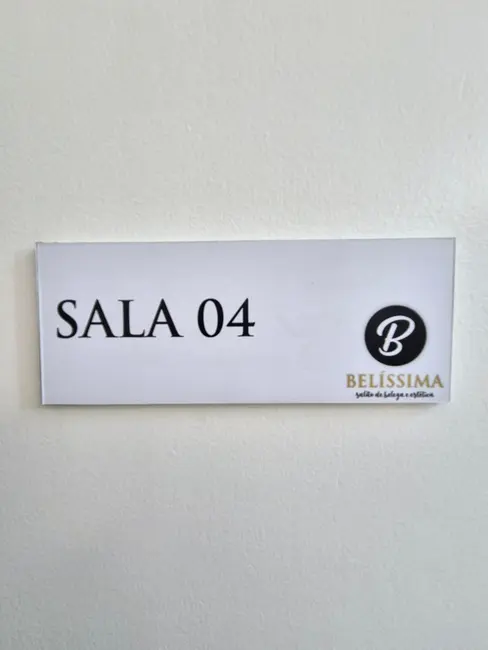 SALA 04
B
BELÍSSIMA
salão de beleza e estética